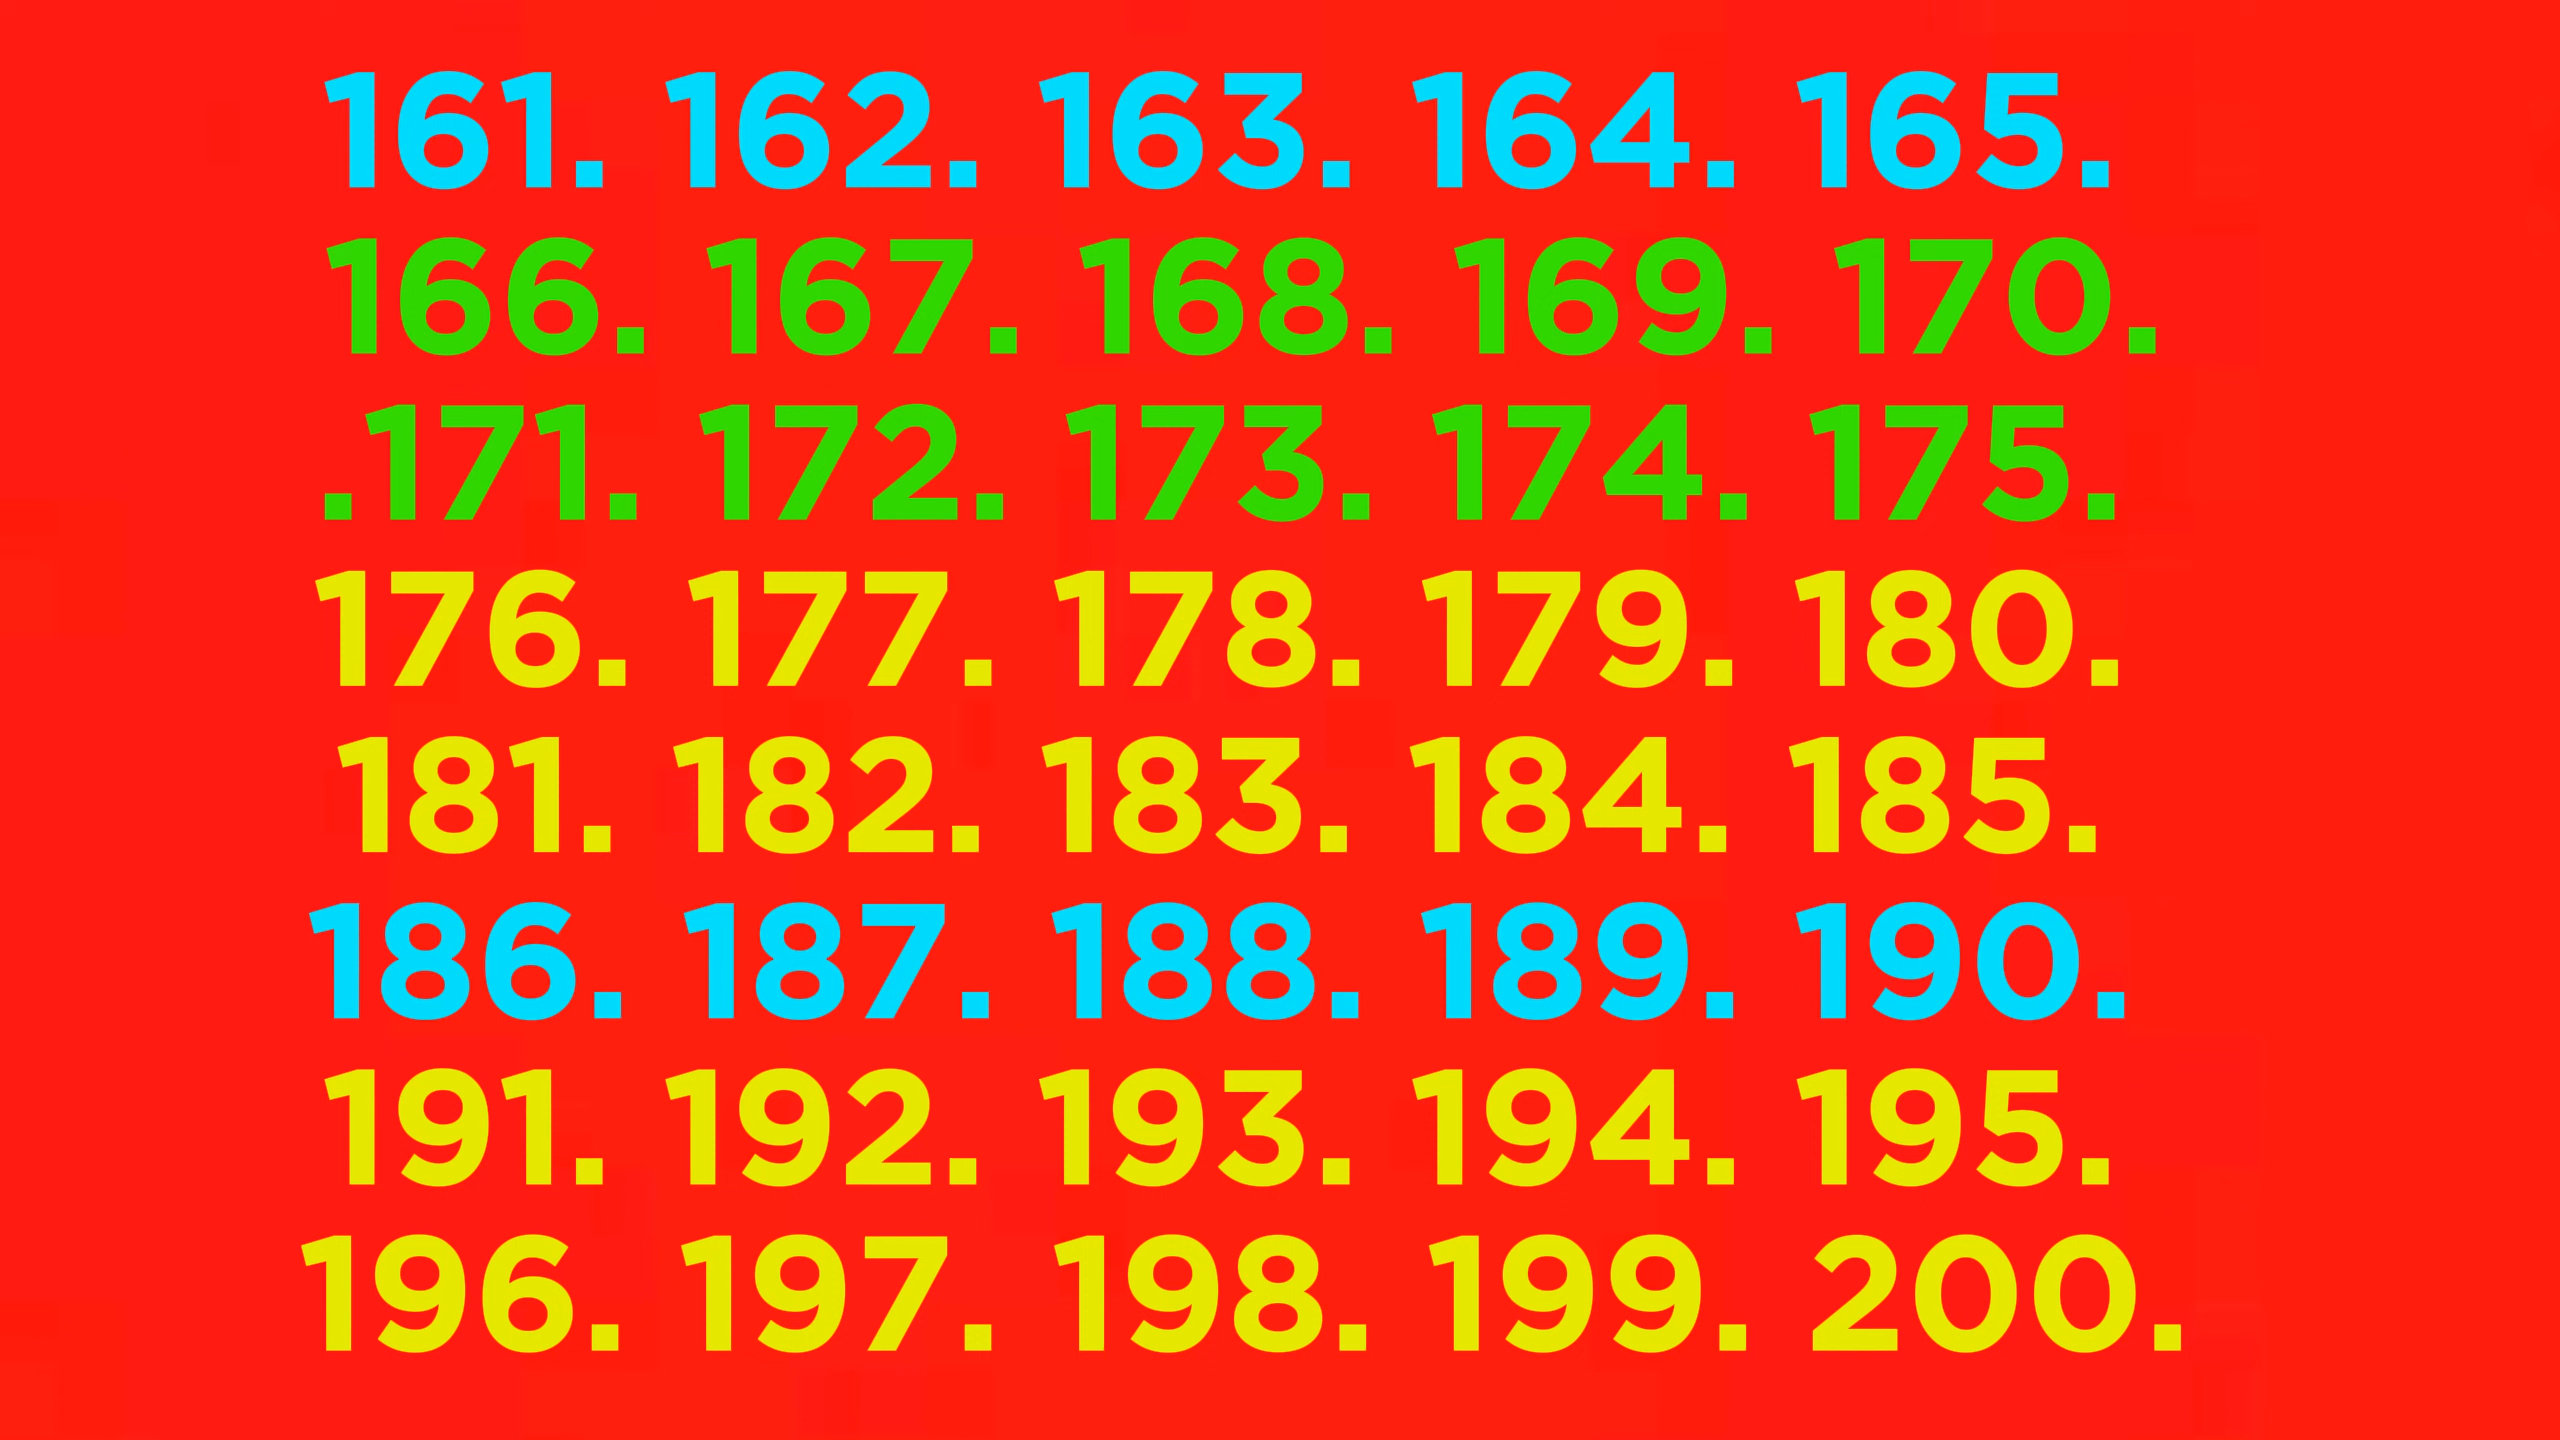 161. 162. 163. 164. 165.
166. 167. 168. 169. 170.
.171. 172. 173. 174. 175.
176. 177. 178. 179. 180.
181. 182. 183. 184. 185.
186. 187. 188. 189. 190.
191. 192. 193. 194. 195.
196. 197. 198. 199. 200.